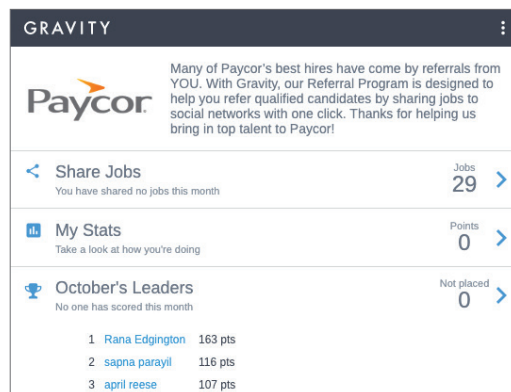 GRAVITY
Paycor
Many of Paycor's best hires have come by referrals from
YOU. With Gravity, our Referral Program is designed to
help you refer qualified candidates by sharing jobs to
social networks with one click. Thanks for helping us
bring in top talent to Paycor!
Share Jobs
You have shared no jobs this month
Jobs
29
My Stats
Take a look at how you're doing
Points
0
October's Leaders
No one has scored this month
Not placed
0
1 Rana Edgington 163 pts
2 sapna parayil 116 pts
3 april reese 107 pts